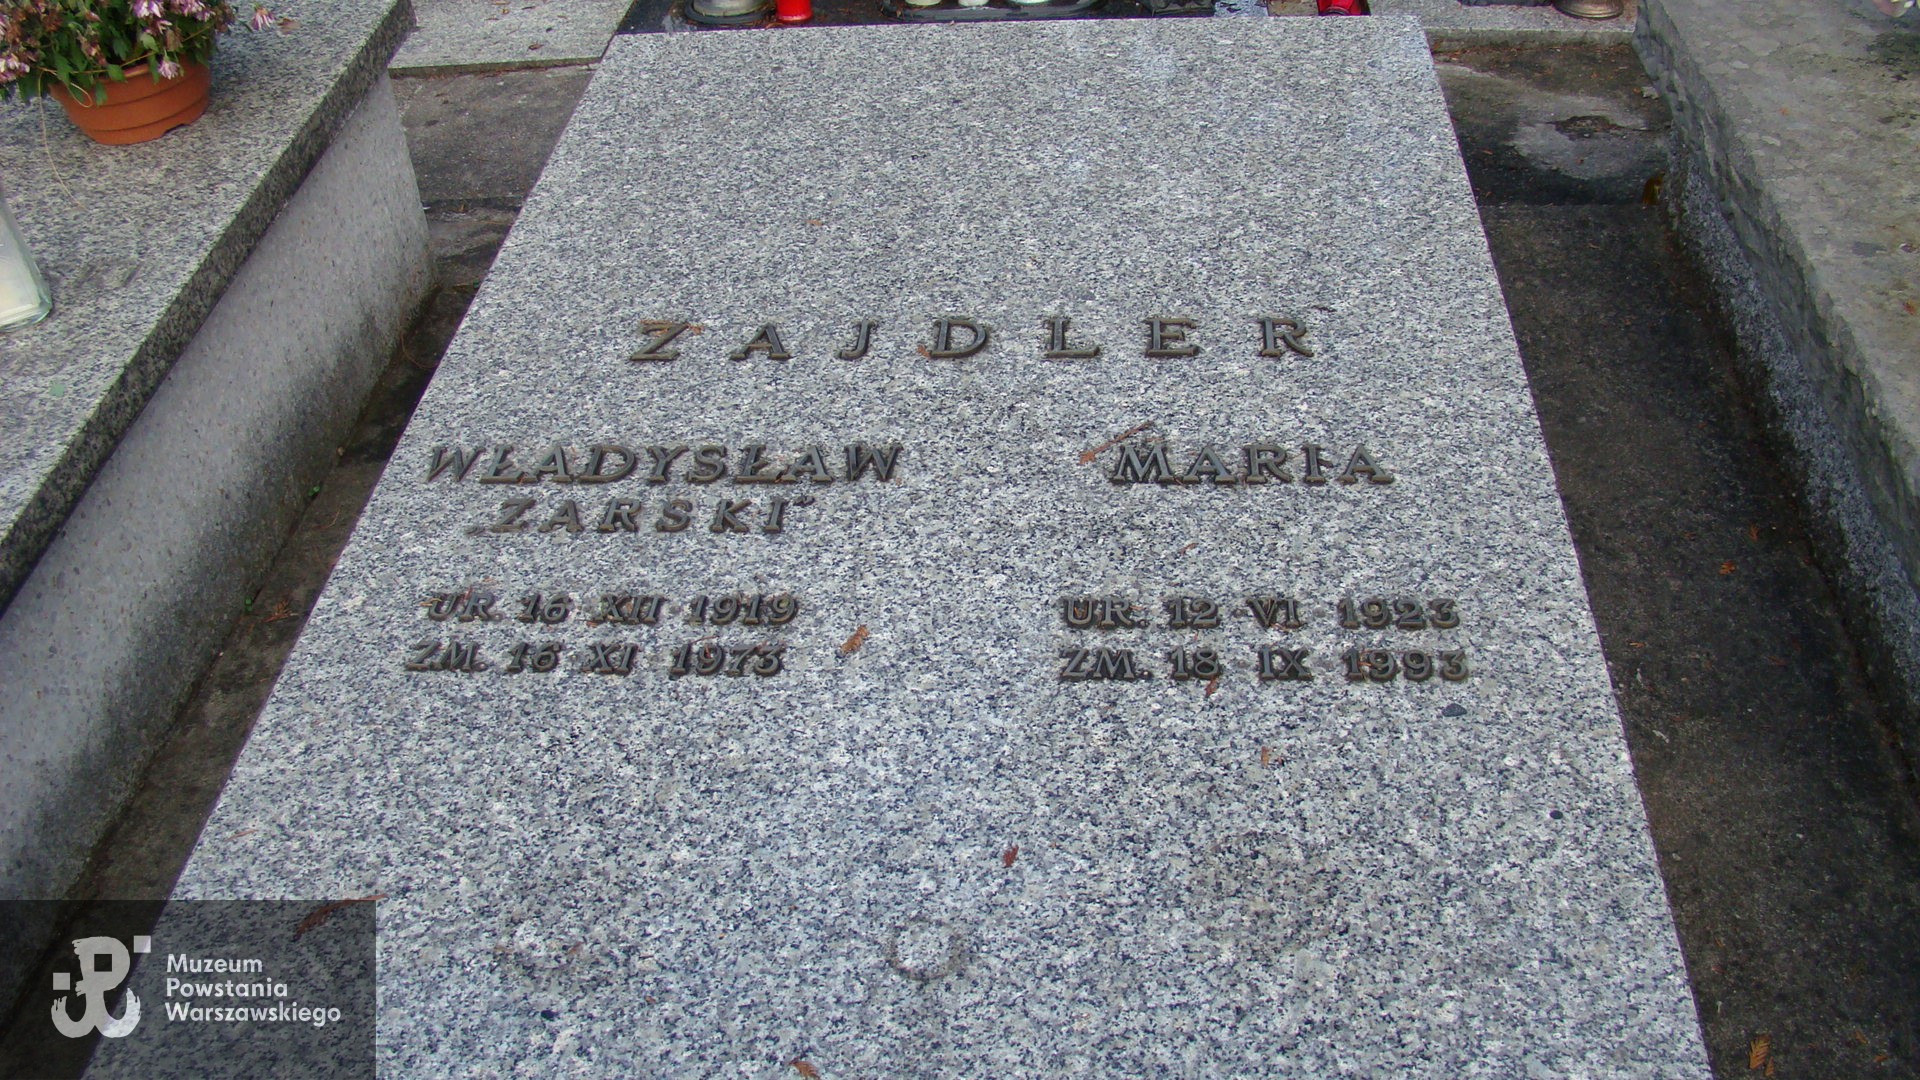 ZAJDLER
WŁADYSŁAW
„ZARSKI"
UR. 16 XII 1919
ZM. 16 XI 1973
MARIA
UR. 12-VI 1923
ZM. 18 IX 1993
Muzeum
Powstania
Warszawskiego